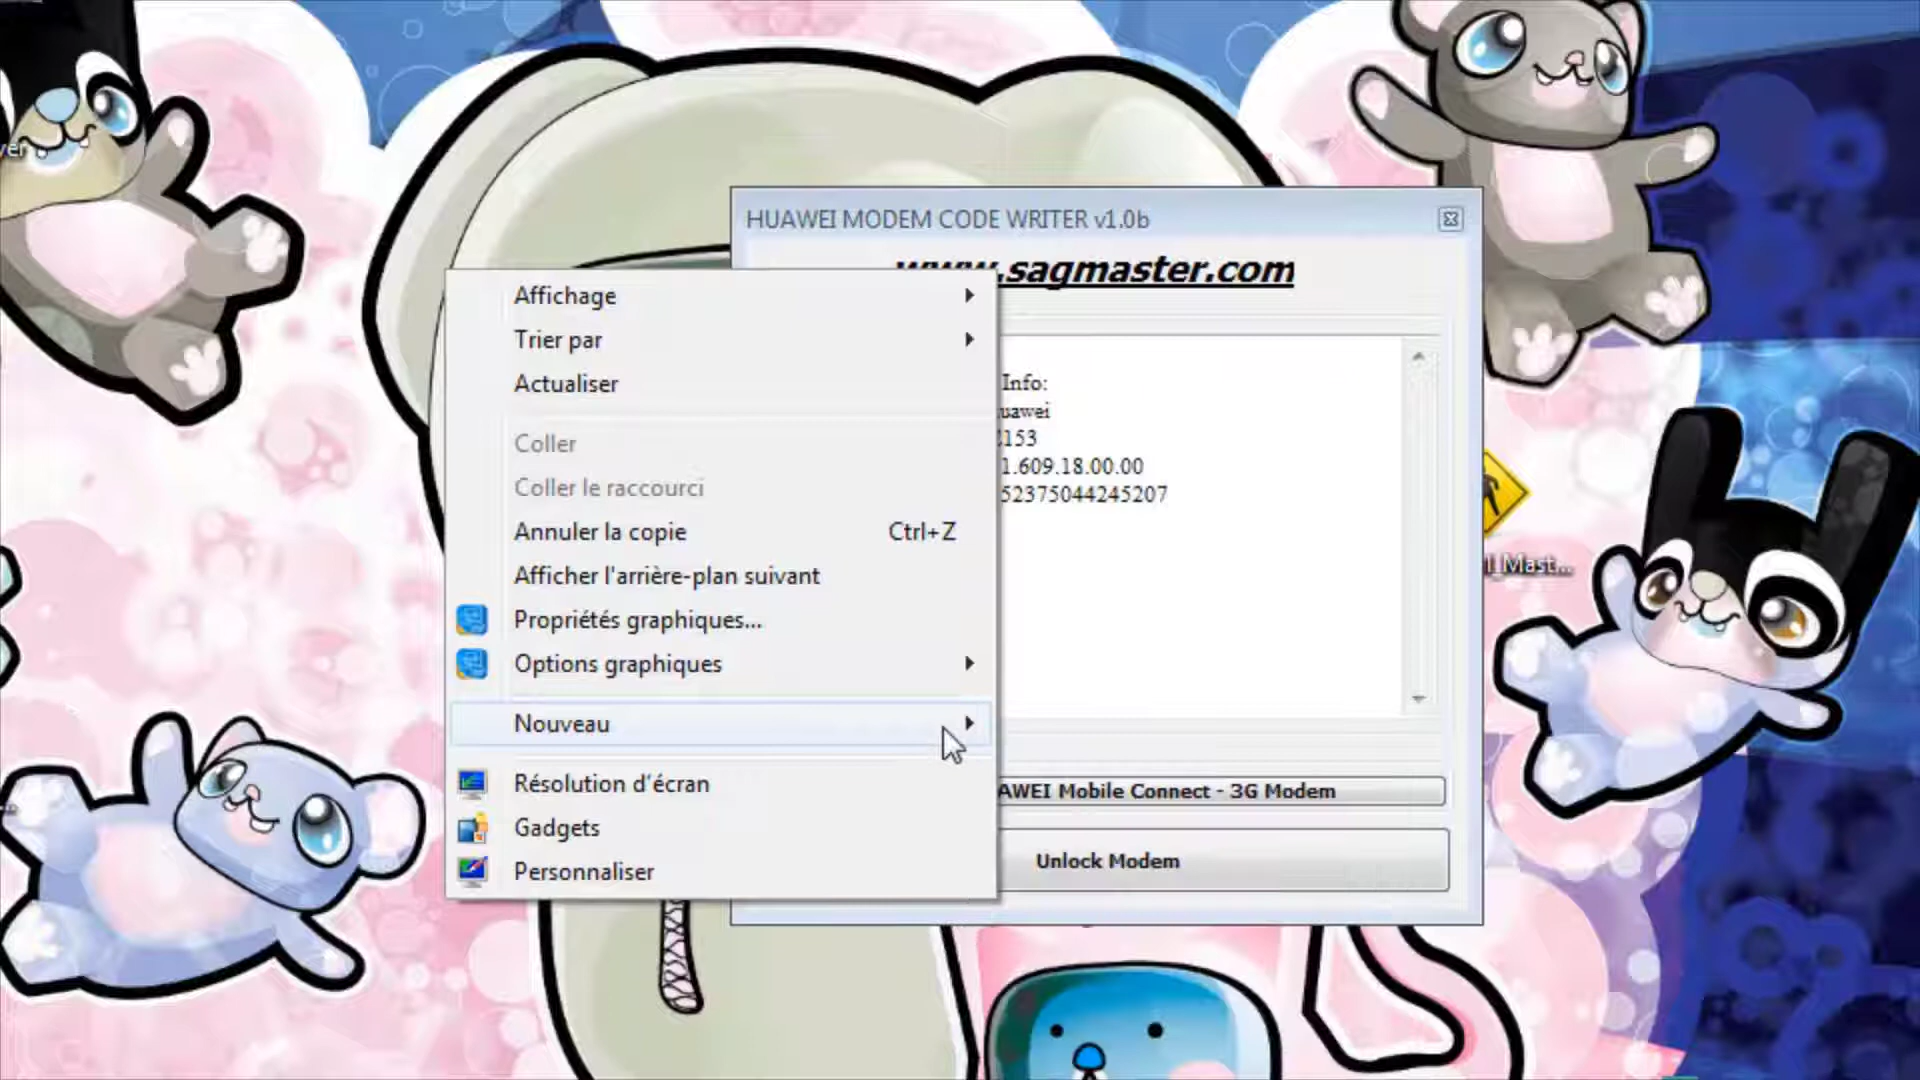 HUAWEI MODEM CODE WRITER v1.0b
www.sagmaster.com
Affichage
Trier par
Actualiser
Coller
Coller le raccourci
Annuler la copie Ctrl+Z
Afficher l'arrière-plan suivant
Propriétés graphiques...
Options graphiques
Nouveau
Résolution d'écran
Gadgets
Personnaliser
Info:
uawei
153
1.609.18.00.00
52375044245207
AWEI Mobile Connect - 3G Modem
Unlock Modem
Mast...